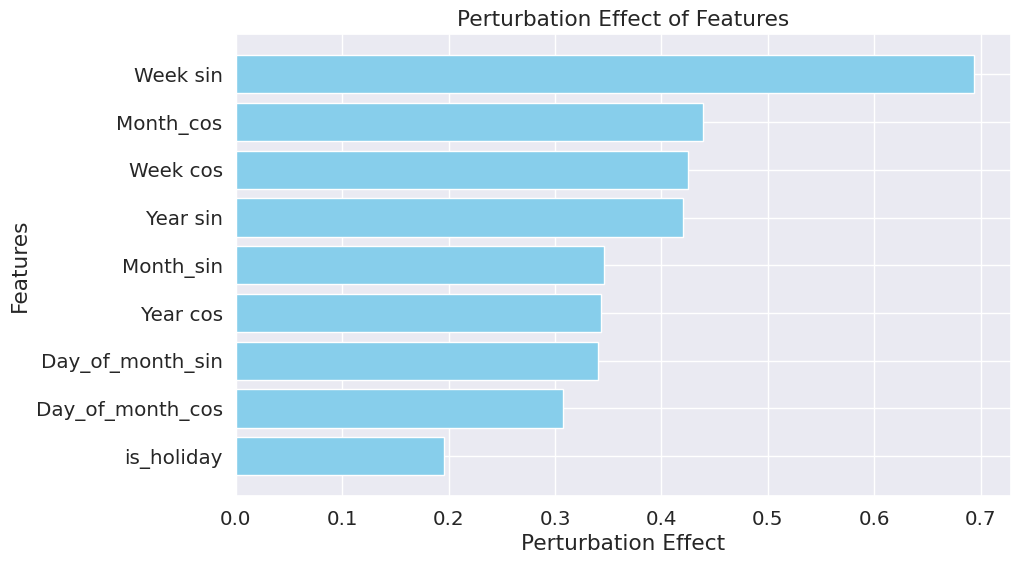 Perturbation Effect of Features
Features
Week sin
Month_cos
Week cos
Year sin
Month_sin
Year cos
Day_of_month_sin
Day_of_month_cos
is_holiday
0.0 0.1 0.2 0.3 0.4 0.5 0.6 0.7
Perturbation Effect